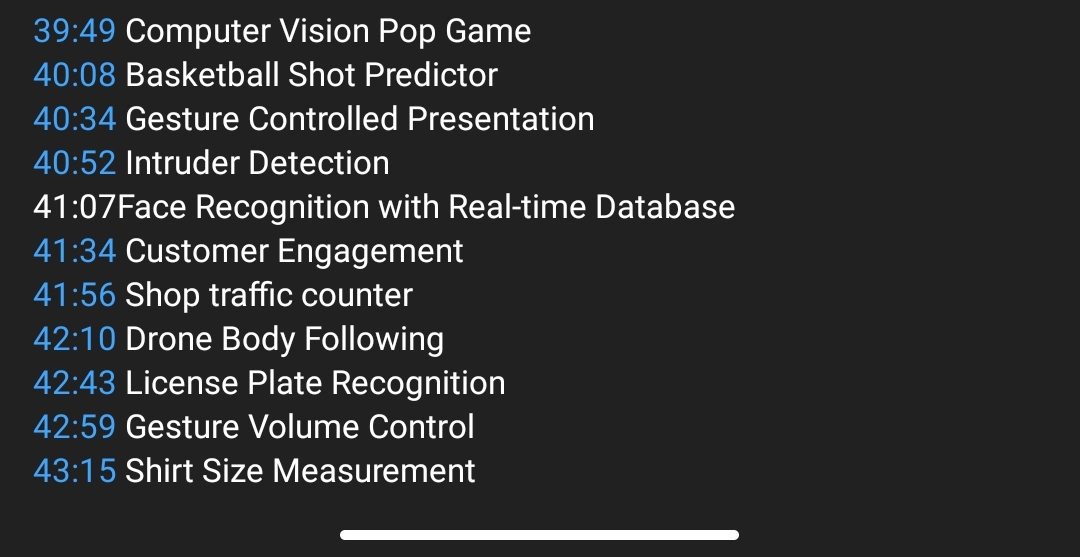 39:49 Computer Vision Pop Game
40:08 Basketball Shot Predictor
40:34 Gesture Controlled Presentation
40:52 Intruder Detection
41:07Face Recognition with Real-time Database
41:34 Customer Engagement
41:56 Shop traffic counter
42:10 Drone Body Following
42:43 License Plate Recognition
42:59 Gesture Volume Control
43:15 Shirt Size Measurement